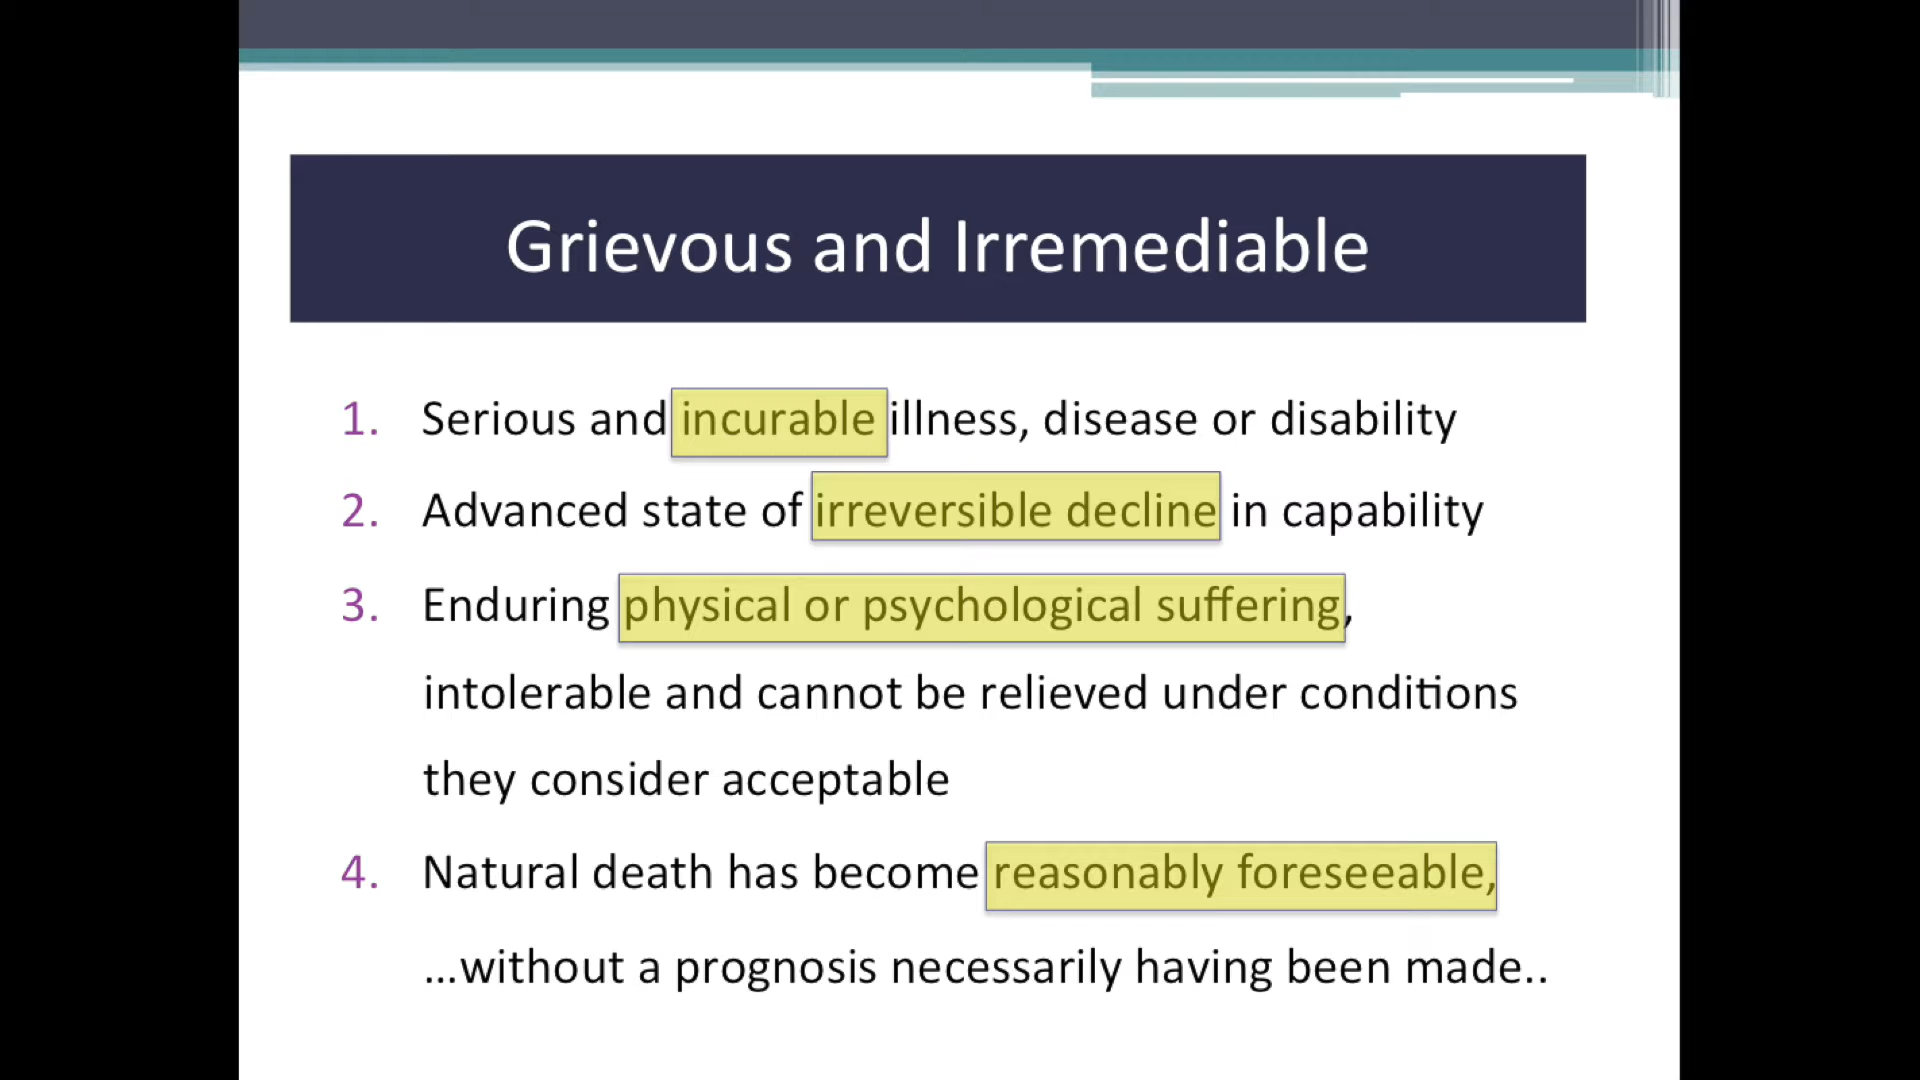 Grievous and Irremediable
1. Serious and incurable illness, disease or disability
2. Advanced state of irreversible decline in capability
3. Enduring physical or psychological suffering,
intolerable and cannot be relieved under conditions
they consider acceptable
4. Natural death has become reasonably foreseeable,
...without a prognosis necessarily having been made..